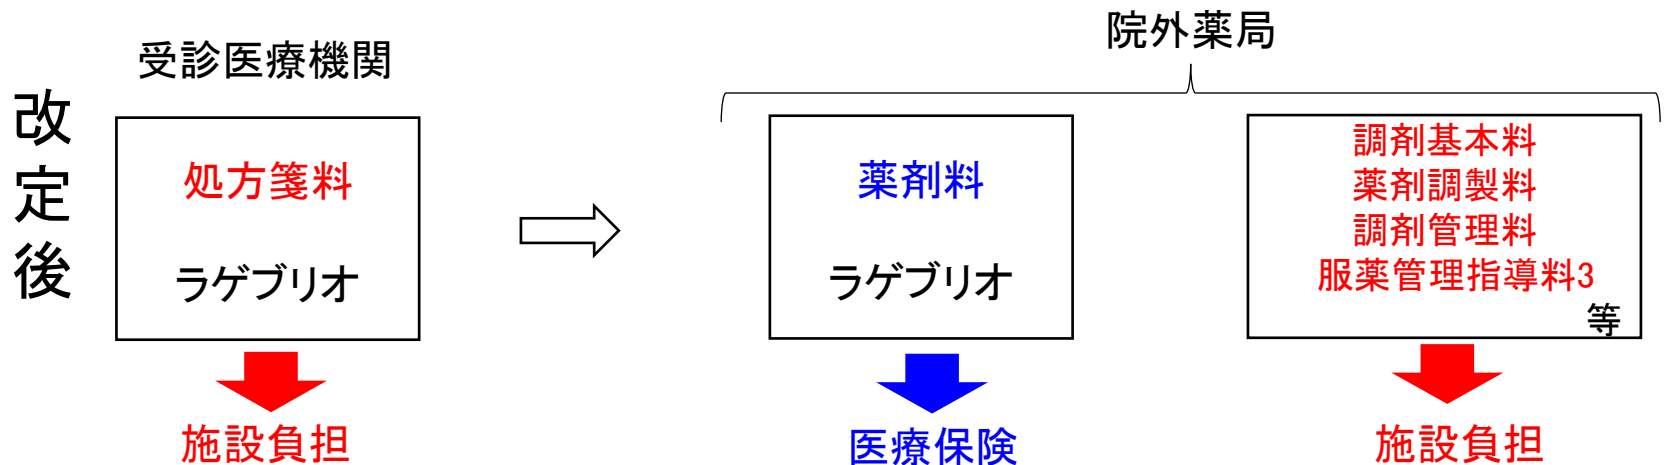 改定後
受診医療機関
処方箋料
ラゲブリオ
施設負担
院外薬局
薬剤料
ラゲブリオ
医療保険
調剤基本料
薬剤調製料
調剤管理料
服薬管理指導料3
等
施設負担